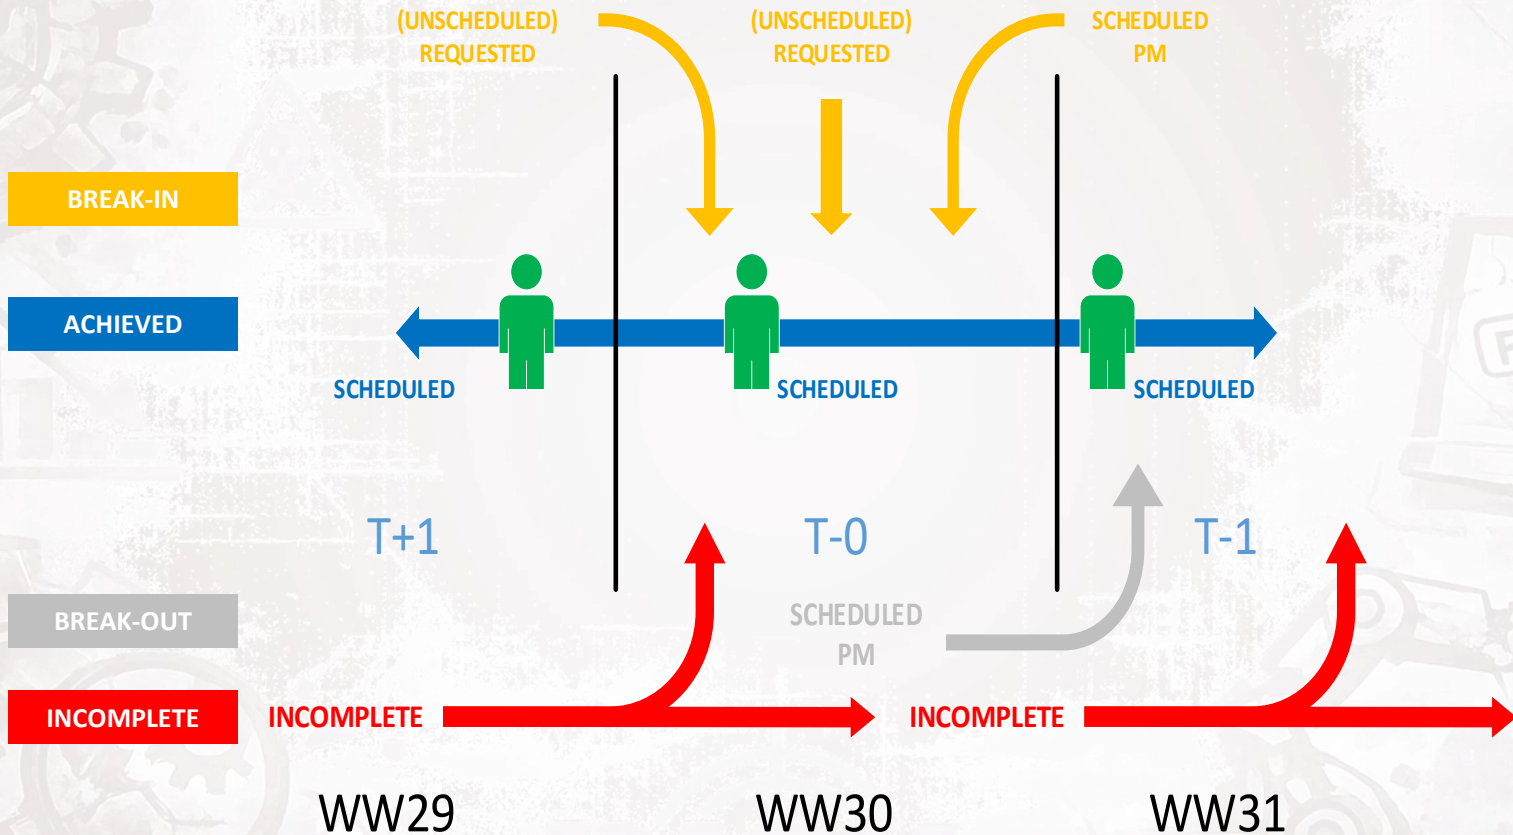 (UNSCHEDULED)
REQUESTED
(UNSCHEDULED)
REQUESTED
SCHEDULED
PM
BREAK-IN
ACHIEVED
SCHEDULED
SCHEDULED
SCHEDULED
T+1
T-0
T-1
BREAK-OUT
SCHEDULED
PM
INCOMPLETE
INCOMPLETE
INCOMPLETE
WW29
WW30
WW31